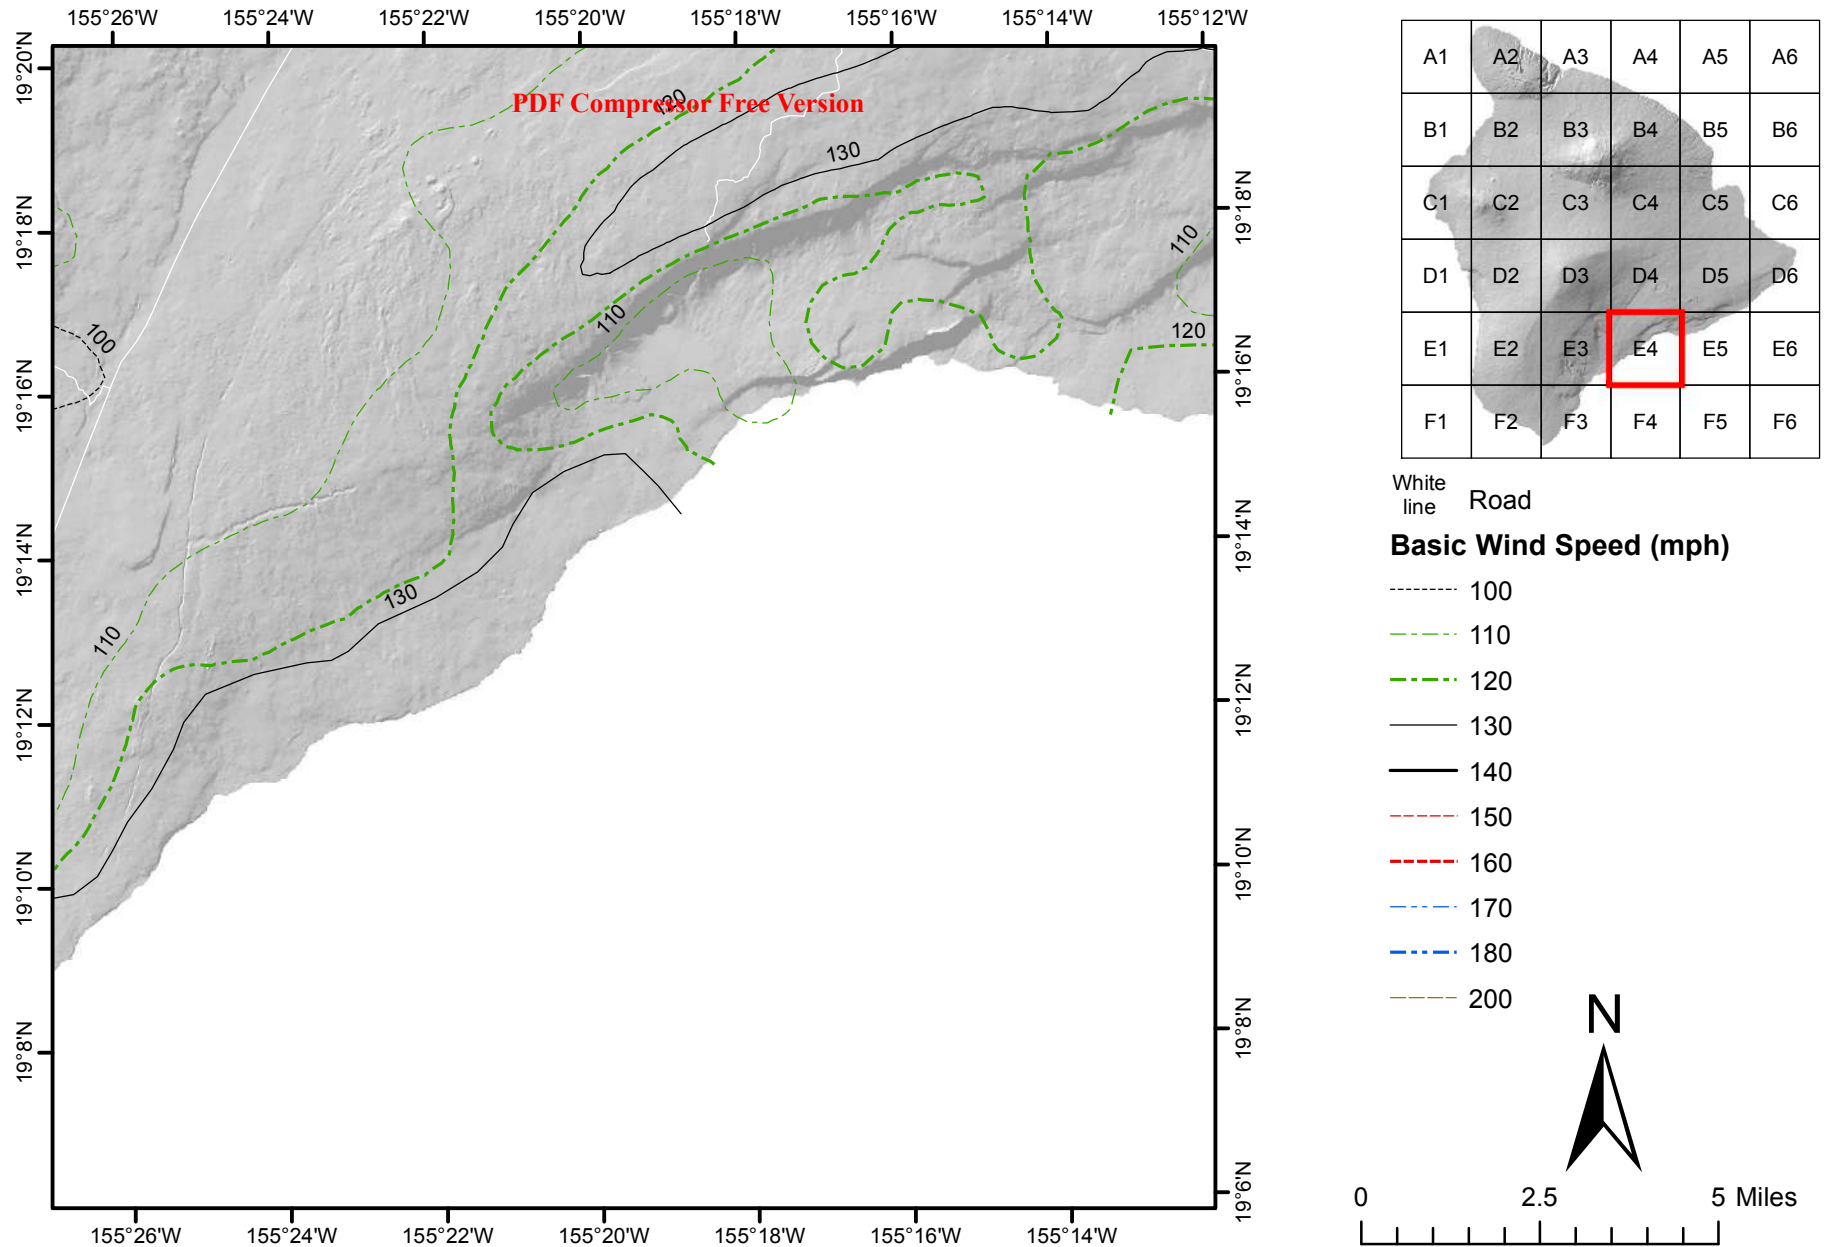 155°26'W 155°24'W 155°22'W 155°20'W 155°18'W 155°16'W 155°14'W 155°12'W
19°20'N
19°18'N
19°16'N
19°14'N
19°12'N
19°10'N
19°8'N
PDF Compressor Free Version
120
130
110
110
120
100
130
110
19°18'N
19°16'N
19°14'N
19°12'N
19°10'N
19°8'N
19°6'N
155°26'W 155°24'W 155°22'W 155°20'W 155°18'W 155°16'W 155°14'W
A1 A2 A3 A4 A5 A6
B1 B2 B3 B4 B5 B6
C1 C2 C3 C4 C5 C6
D1 D2 D3 D4 D5 D6
E1 E2 E3 E4 E5 E6
F1 F2 F3 F4 F5 F6
White
line Road
Basic Wind Speed (mph)
100
110
120
130
140
150
160
170
180
200
N
0 2.5 5 Miles